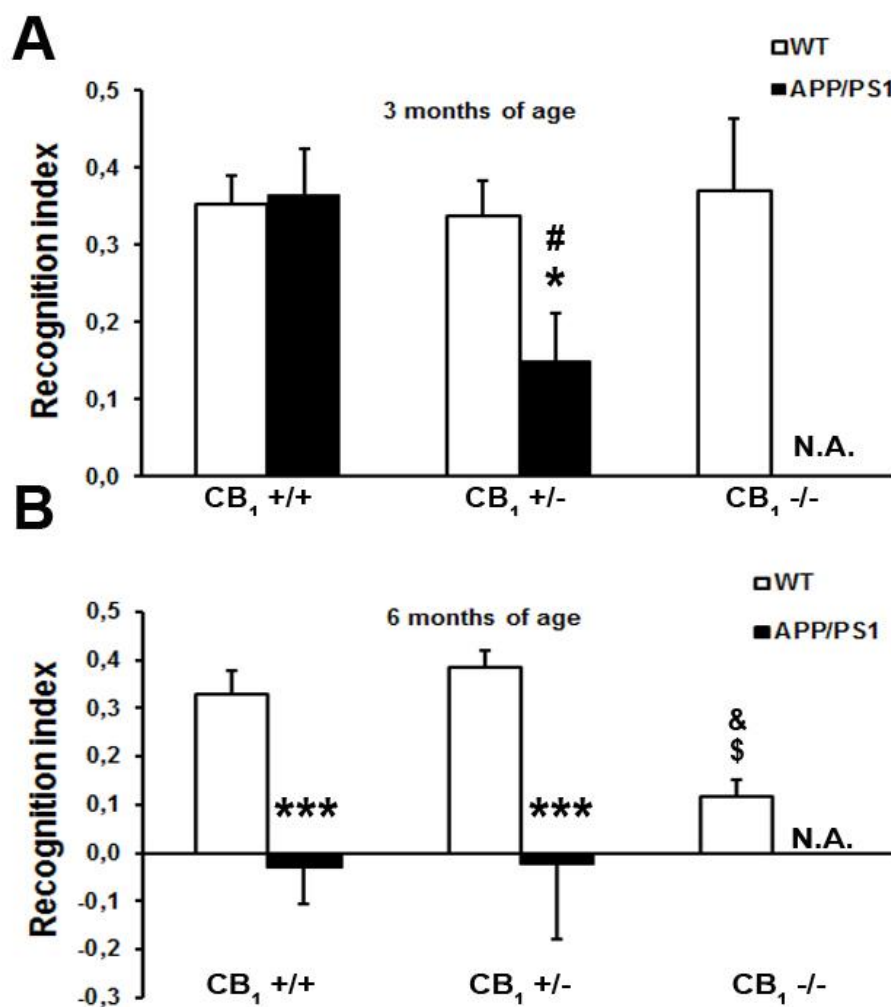 A
WT
APP/PS1
3 months of age
Recognition index
0,5
0,4
0,3
0,2
0,1
0,0
#
*
N.A.
CB₁ +/+
CB₁ +/-
CB₁ -/-
B
WT
APP/PS1
6 months of age
Recognition index
0,5
0,4
0,3
0,2
0,1
0,0
-0,1
-0,2
-0,3
***
***
&
$
N.A.
CB₁ +/+
CB₁ +/-
CB₁ -/-